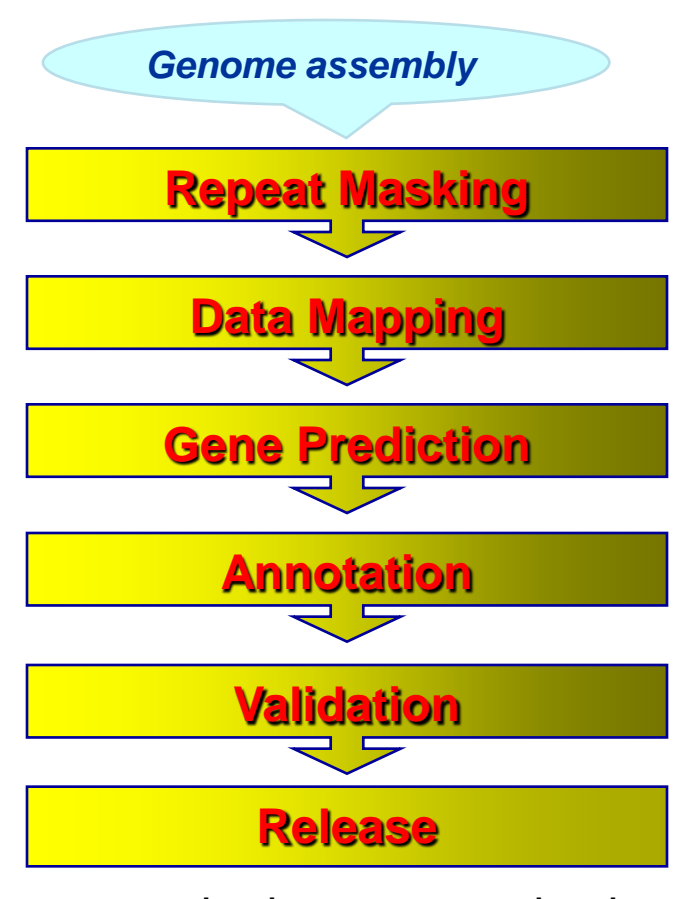 Genome assembly
Repeat Masking
Data Mapping
Gene Prediction
Annotation
Validation
Release